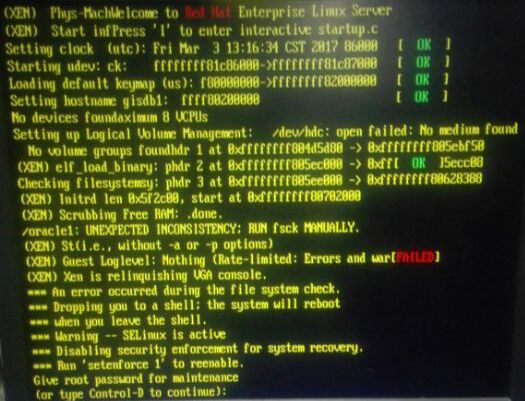 (XEN) Phys-MachWelcome to Red Hat Enterprise Linux Server
(XEN) Start infPress 'I' to enter interactive startup.c
Setting clock (utc): Fri Mar 3 13:16:34 CST 2017 86000 [ OK ]
Starting udev: ck: ffffffff81c86000->ffffffff81c87000
Loading default keymap (us): f80000000->ffffffff82000000 [ OK ]
Setting hostname gisdb1: ffff80200000 [ OK ]
No devices foundaximum 8 VCPUs
Setting up Logical Volume Management: /dev/hdc: open failed: No medium found
No volume groups foundhdr 1 at 0xffffffff804d5d80 -> 0xffffffff805ebf50
(XEN) elf_load_binary: phdr 2 at 0xffffffff805ec000 -> 0xff[ OK ]5ecc08
Checking filesystemsy: phdr 3 at 0xffffffff805ee000 -> 0xffffffff80628388
(XEN) Initrd len 0x5f2c00, start at 0xffffffff80702000
(XEN) Scrubbing Free RAM: .done.
/oracle1: UNEXPECTED INCONSISTENCY; RUN fsck MANUALLY.
(XEN) St(i.e., without -a or -p options)
(XEN) Guest Loglevel: Nothing (Rate-limited: Errors and war[FAILED]
(XEN) Xen is relinquishing VGA console.
*** An error occurred during the file system check.
*** Dropping you to a shell; the system will reboot
*** when you leave the shell.
*** Warning -- SELinux is active
*** Disabling security enforcement for system recovery.
*** Run 'setenforce 1' to reenable.
Give root password for maintenance
(or type Control-D to continue):